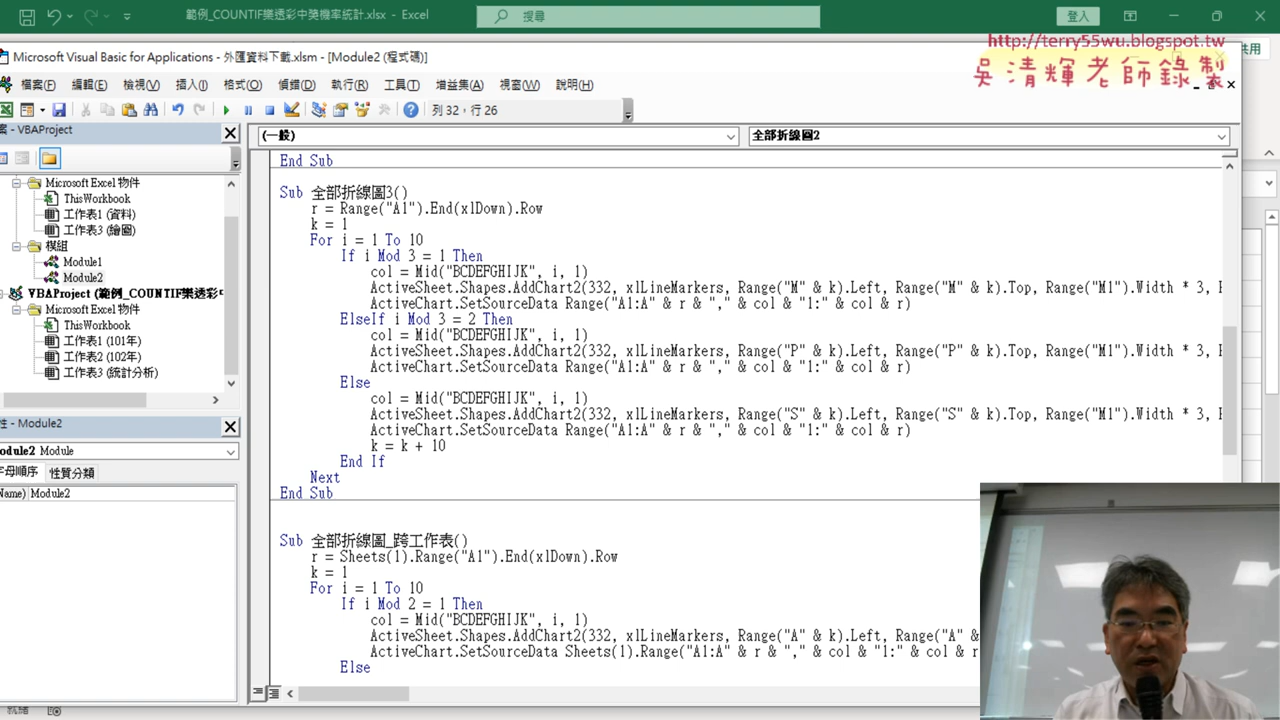 範例_COUNTIF樂透彩中獎機率統計.xlsx - Excel
搜尋
登入
http://terry55wu.blogspot.tw
吳清輝老師錄製
共用
Microsoft Visual Basic for Applications - 外匯資料下載.xlsm - [Module2 (程式碼)]
檔案(F) 編輯(E) 檢視(V) 插入(I) 格式(O) 偵錯(D) 執行(R) 工具(T) 增益集(A) 視窗(W) 說明(H)
列 32，行 26
案 - VBAProject
Microsoft Excel 物件
ThisWorkbook
工作表1 (資料)
工作表3 (繪圖)
模組
Module1
Module2
VBAProject (範例_COUNTIF樂透彩中
Microsoft Excel 物件
ThisWorkbook
工作表1 (101年)
工作表2 (102年)
工作表3 (統計分析)
性 - Module2
odule2 Module
字母順序 性質分類
Name) Module2
就緒
(一般)
全部折線圖2
End Sub
Sub 全部折線圖3()
r = Range("A1").End(xlDown).Row
k = 1
For i = 1 To 10
If i Mod 3 = 1 Then
col = Mid("BCDEFGHIJK", i, 1)
ActiveSheet.Shapes.AddChart2(332, xlLineMarkers, Range("M" & k).Left, Range("M" & k).Top, Range("M1").Width * 3, R
ActiveChart.SetSourceData Range("A1:A" & r & "," & col & "1:" & col & r)
ElseIf i Mod 3 = 2 Then
col = Mid("BCDEFGHIJK", i, 1)
ActiveSheet.Shapes.AddChart2(332, xlLineMarkers, Range("P" & k).Left, Range("P" & k).Top, Range("M1").Width * 3, R
ActiveChart.SetSourceData Range("A1:A" & r & "," & col & "1:" & col & r)
Else
col = Mid("BCDEFGHIJK", i, 1)
ActiveSheet.Shapes.AddChart2(332, xlLineMarkers, Range("S" & k).Left, Range("S" & k).Top, Range("M1").Width * 3, R
ActiveChart.SetSourceData Range("A1:A" & r & "," & col & "1:" & col & r)
k = k + 10
End If
Next
End Sub
Sub 全部折線圖_跨工作表()
r = Sheets(1).Range("A1").End(xlDown).Row
k = 1
For i = 1 To 10
If i Mod 2 = 1 Then
col = Mid("BCDEFGHIJK", i, 1)
ActiveSheet.Shapes.AddChart2(332, xlLineMarkers, Range("A" & k).Left, Range("A" &
ActiveChart.SetSourceData Sheets(1).Range("A1:A" & r & "," & col & "1:" & col & r
Else